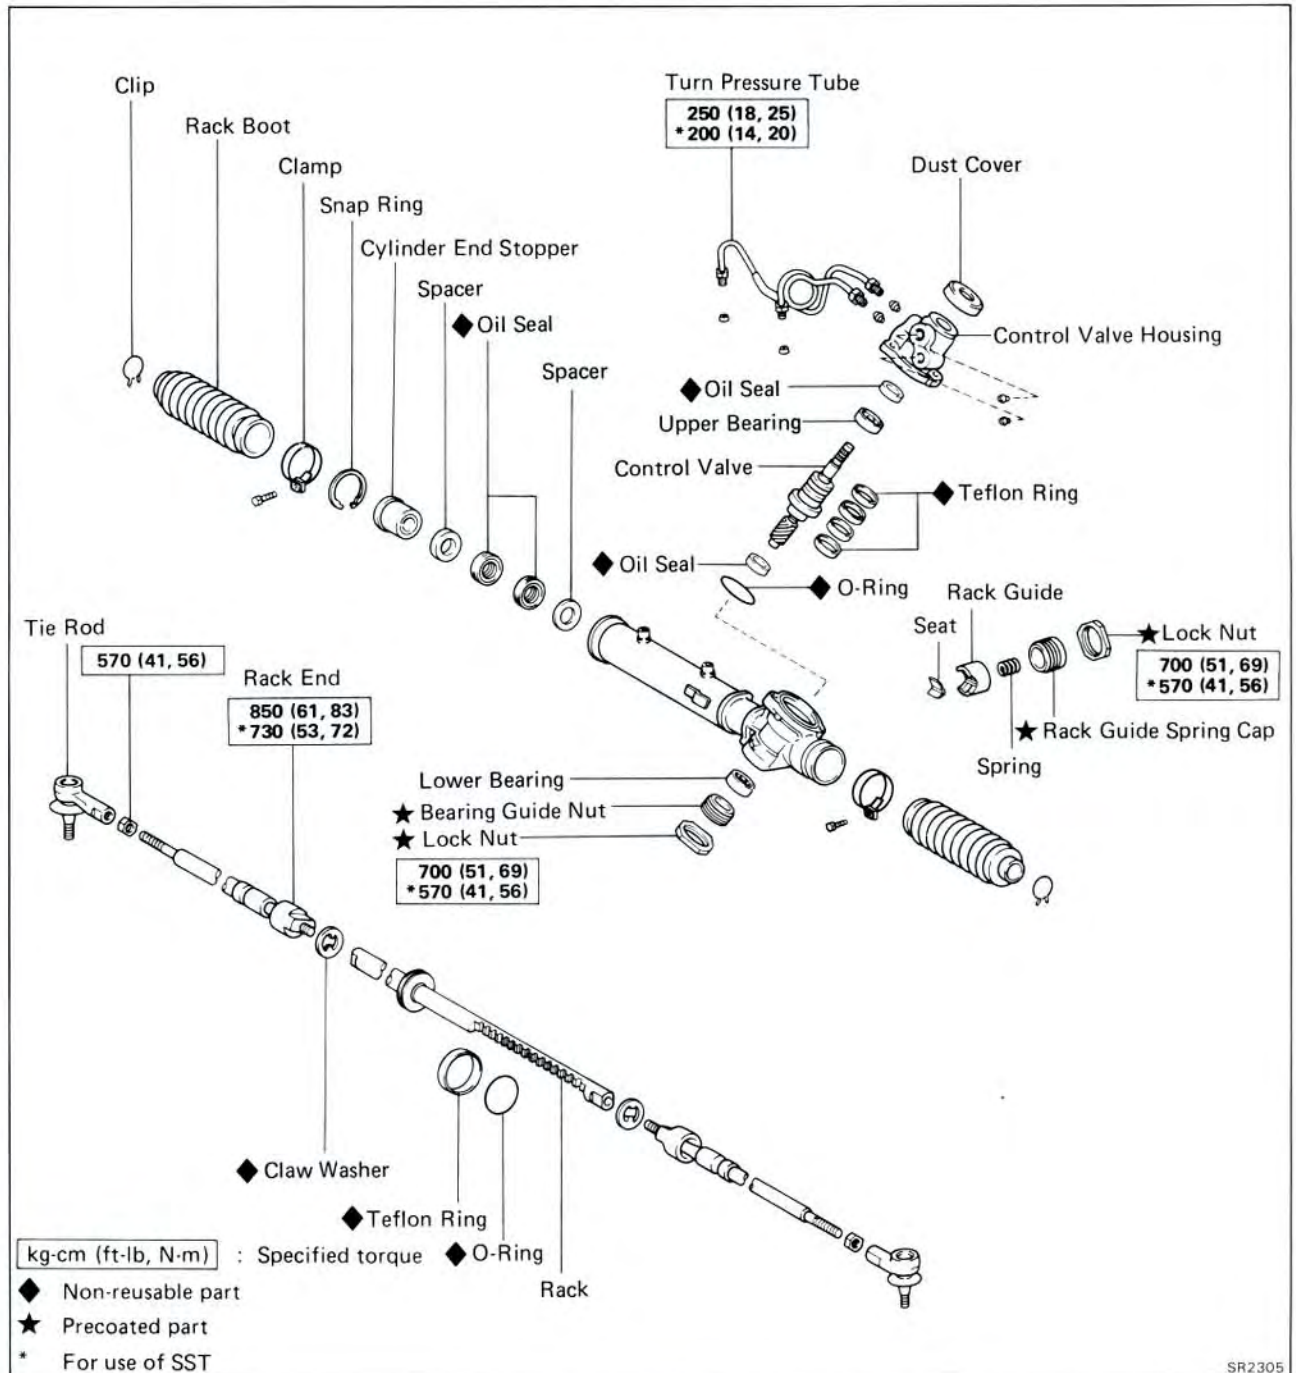 Clip
Rack Boot
Clamp
Snap Ring
Cylinder End Stopper
Spacer
◆ Oil Seal
Spacer
Turn Pressure Tube
250 (18, 25)
*200 (14, 20)
Dust Cover
Control Valve Housing
◆ Oil Seal
Upper Bearing
Control Valve
◆ Teflon Ring
◆ Oil Seal
◆ O-Ring
Rack Guide
Seat
★ Lock Nut
700 (51, 69)
*570 (41, 56)
★ Rack Guide Spring Cap
Spring
Tie Rod
570 (41, 56)
Rack End
850 (61, 83)
*730 (53, 72)
Lower Bearing
★ Bearing Guide Nut
★ Lock Nut
700 (51, 69)
*570 (41, 56)
◆ Claw Washer
◆ Teflon Ring
◆ O-Ring
Rack
kg-cm (ft-lb, N·m) : Specified torque
◆ Non-reusable part
★ Precoated part
* For use of SST
SR2305